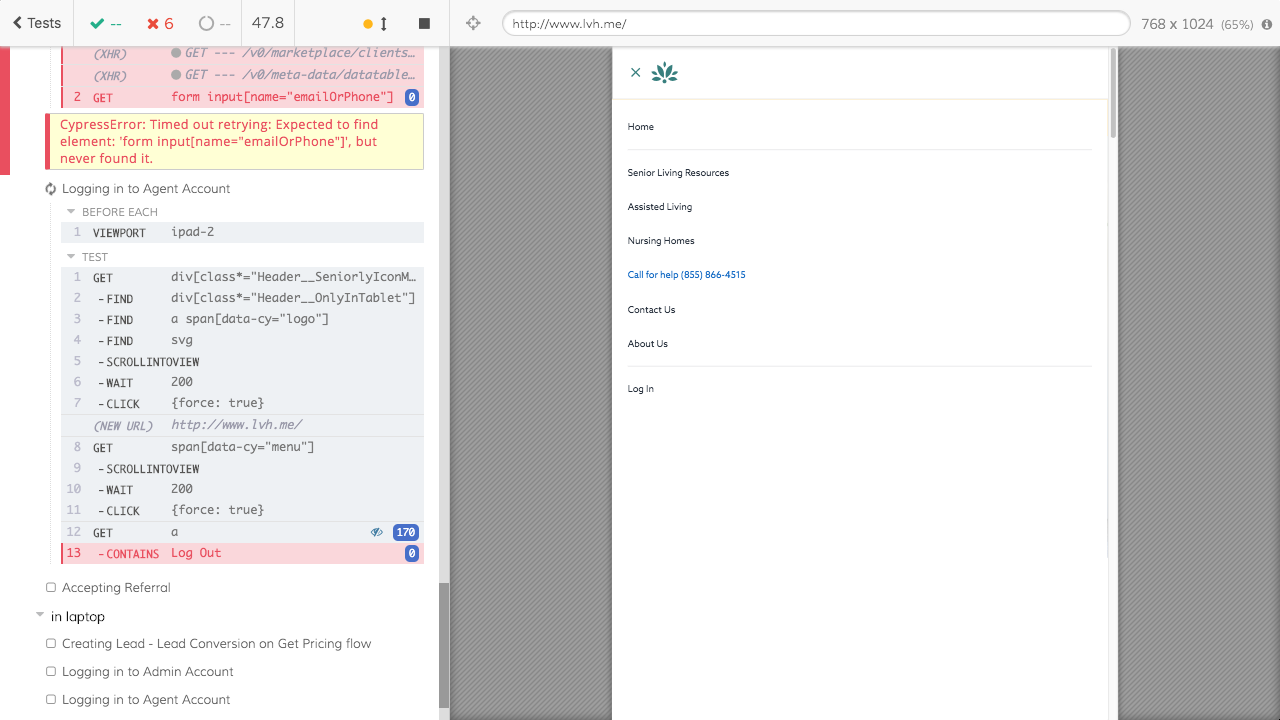 Tests
--
6
--
47.8
http://www.lvh.me/
768 x 1024 (65%)
(XHR) GET --- /v0/marketplace/clients…
(XHR) GET --- /v0/meta-data/datatable…
2 GET form input[name="emailOrPhone"] 0
CypressError: Timed out retrying: Expected to find
element: 'form input[name="emailOrPhone"]', but
never found it.
Logging in to Agent Account
BEFORE EACH
1 VIEWPORT ipad-2
TEST
1 GET div[class*="Header__SeniorlyIconM…
2 -FIND div[class*="Header__OnlyInTablet"]
3 -FIND a span[data-cy="logo"]
4 -FIND svg
5 -SCROLLINTOVIEW
6 -WAIT 200
7 -CLICK {force: true}
(NEW URL) http://www.lvh.me/
8 GET span[data-cy="menu"]
9 -SCROLLINTOVIEW
10 -WAIT 200
11 -CLICK {force: true}
12 GET a 170
13 -CONTAINS Log Out 0
Accepting Referral
in laptop
Creating Lead - Lead Conversion on Get Pricing flow
Logging in to Admin Account
Logging in to Agent Account
Home
Senior Living Resources
Assisted Living
Nursing Homes
Call for help (855) 866-4515
Contact Us
About Us
Log In